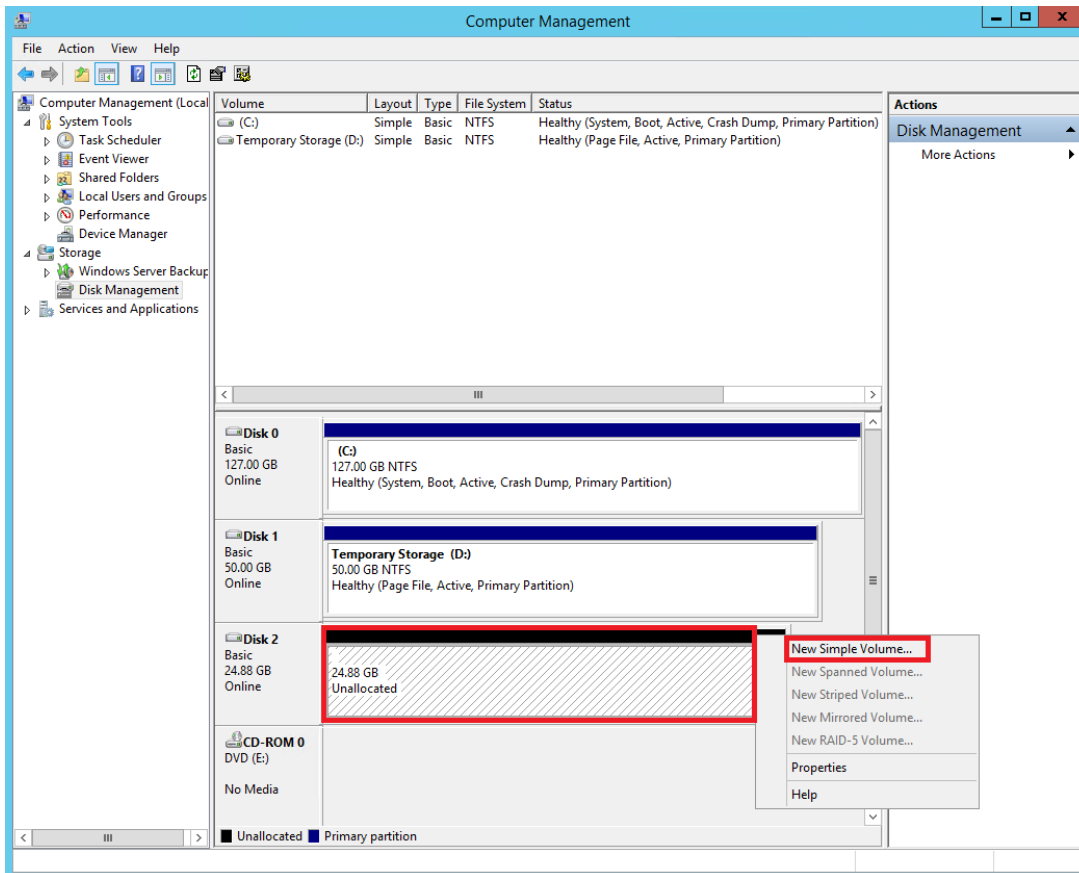 Computer Management
File Action View Help
Computer Management (Local
System Tools
Task Scheduler
Event Viewer
Shared Folders
Local Users and Groups
Performance
Device Manager
Storage
Windows Server Backup
Disk Management
Services and Applications
Volume Layout Type File System Status
(C:) Simple Basic NTFS Healthy (System, Boot, Active, Crash Dump, Primary Partition)
Temporary Storage (D:) Simple Basic NTFS Healthy (Page File, Active, Primary Partition)
Disk 0
Basic
127.00 GB
Online
(C:)
127.00 GB NTFS
Healthy (System, Boot, Active, Crash Dump, Primary Partition)
Disk 1
Basic
50.00 GB
Online
Temporary Storage (D:)
50.00 GB NTFS
Healthy (Page File, Active, Primary Partition)
Disk 2
Basic
24.88 GB
Online
24.88 GB
Unallocated
CD-ROM 0
DVD (E:)
No Media
Unallocated Primary partition
New Simple Volume...
New Spanned Volume...
New Striped Volume...
New Mirrored Volume...
New RAID-5 Volume...
Properties
Help
Actions
Disk Management
More Actions